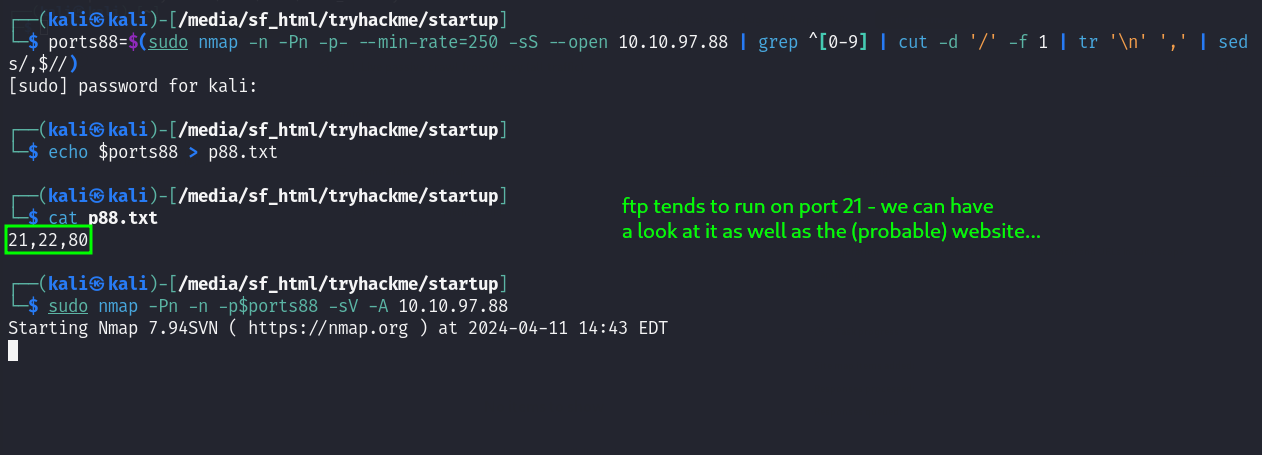 ┌──(kali㉿kali)-[/media/sf_html/tryhackme/startup]
└─$ ports88=$(sudo nmap -n -Pn -p- --min-rate=250 -sS --open 10.10.97.88 | grep ^[0-9] | cut -d '/' -f 1 | tr '\n' ',' | sed
s/,$//)
[sudo] password for kali:
┌──(kali㉿kali)-[/media/sf_html/tryhackme/startup]
└─$ echo $ports88 > p88.txt
┌──(kali㉿kali)-[/media/sf_html/tryhackme/startup]
└─$ cat p88.txt
21,22,80
ftp tends to run on port 21 - we can have
a look at it as well as the (probable) website...
┌──(kali㉿kali)-[/media/sf_html/tryhackme/startup]
└─$ sudo nmap -Pn -n -p$ports88 -sV -A 10.10.97.88
Starting Nmap 7.94SVN ( https://nmap.org ) at 2024-04-11 14:43 EDT